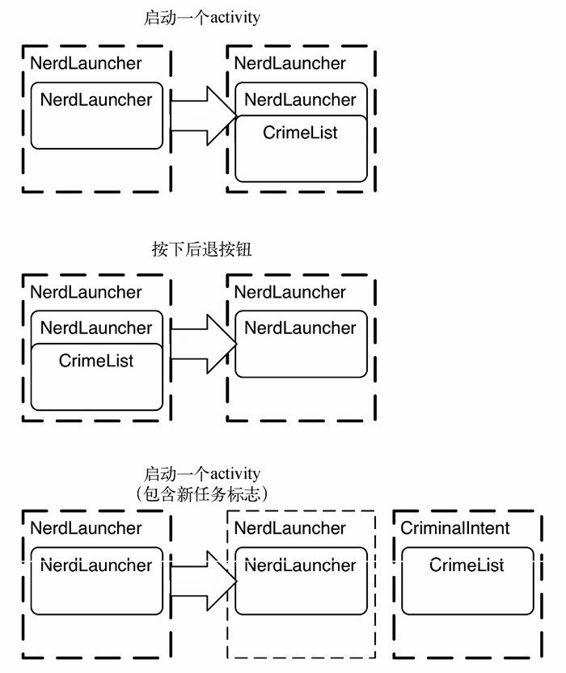 启动一个activity
NerdLauncher
NerdLauncher
NerdLauncher
NerdLauncher
CrimeList
按下后退按钮
NerdLauncher
NerdLauncher
CrimeList
NerdLauncher
NerdLauncher
启动一个activity
（包含新任务标志）
NerdLauncher
NerdLauncher
NerdLauncher
NerdLauncher
CriminalIntent
CrimeList